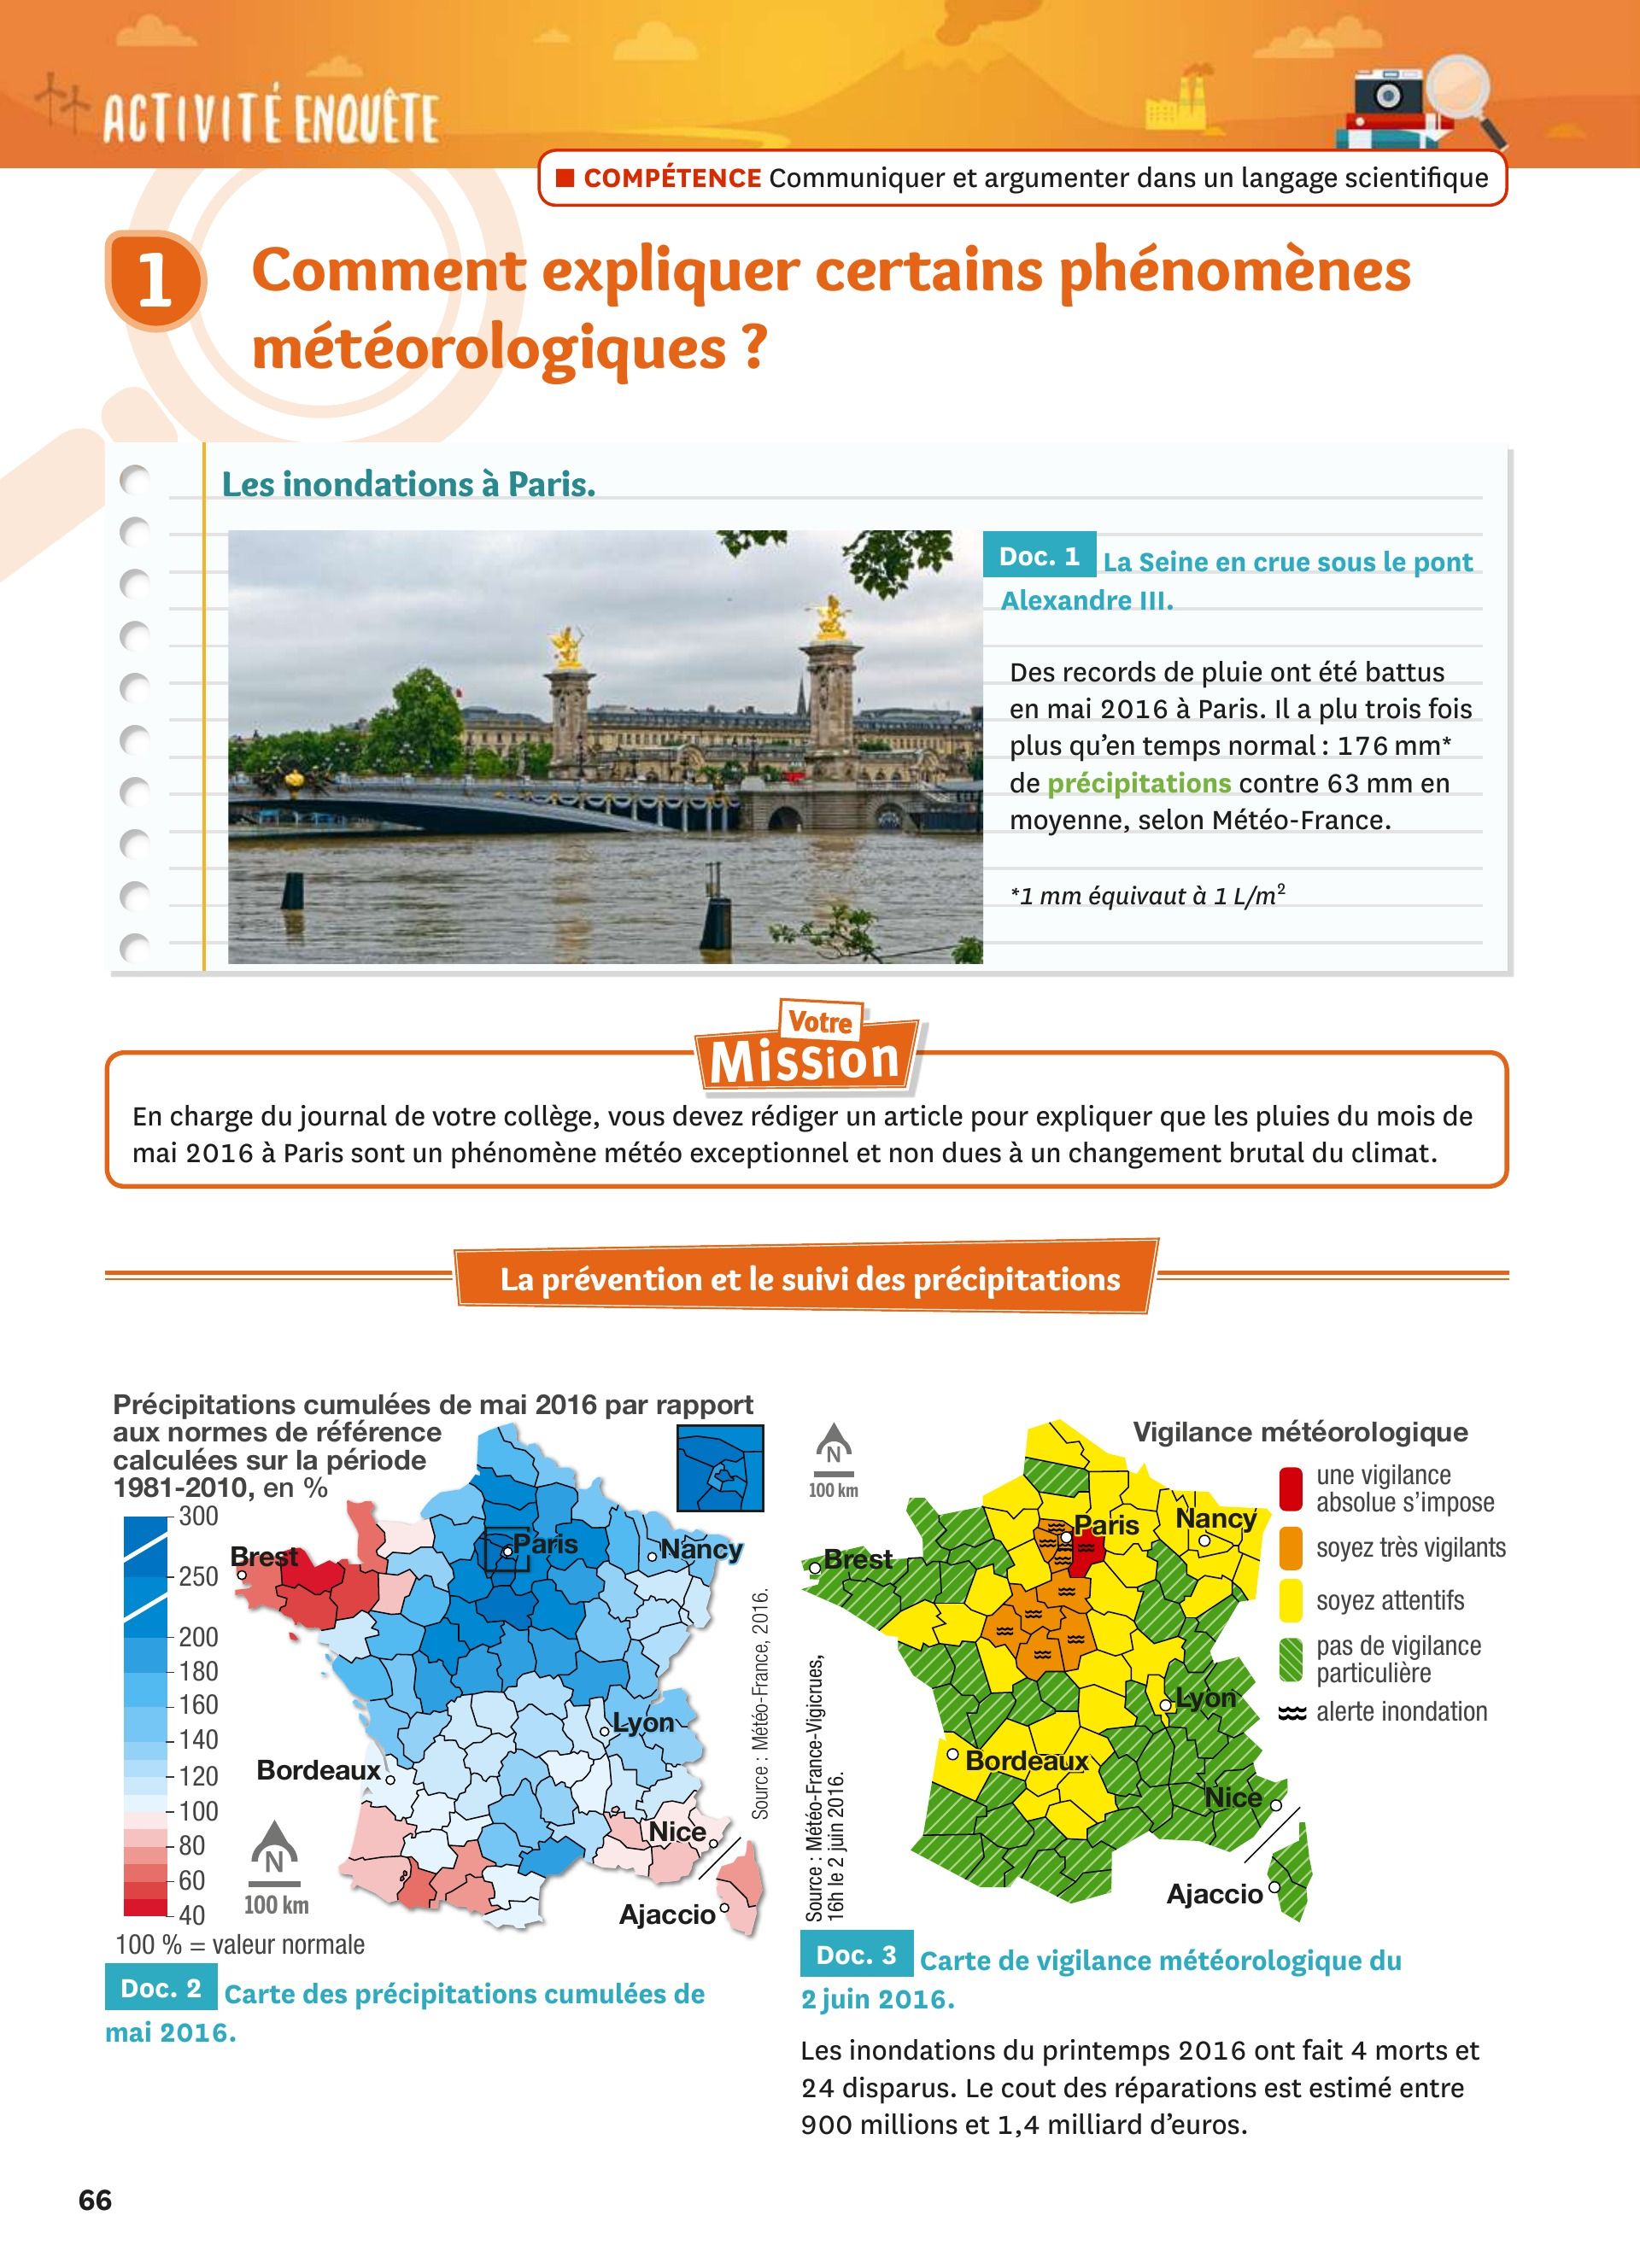 ACTIVITÉ ENQUÊTE
COMPÉTENCE Communiquer et argumenter dans un langage scientifique
1
Comment expliquer certains phénomènes
météorologiques ?
Les inondations à Paris.
Doc. 1 La Seine en crue sous le pont
Alexandre III.
Des records de pluie ont été battus
en mai 2016 à Paris. Il a plu trois fois
plus qu'en temps normal : 176 mm*
de précipitations contre 63 mm en
moyenne, selon Météo-France.
*1 mm équivaut à 1 L/m²
Votre
Mission
En charge du journal de votre collège, vous devez rédiger un article pour expliquer que les pluies du mois de
mai 2016 à Paris sont un phénomène météo exceptionnel et non dues à un changement brutal du climat.
La prévention et le suivi des précipitations
Précipitations cumulées de mai 2016 par rapport
aux normes de référence
calculées sur la période
1981-2010, en %
300
250
200
180
160
140
120
100
80
60
40
100 % = valeur normale
Brest
Paris
Nancy
Lyon
Bordeaux
Nice
Ajaccio
N
100 km
Source : Météo-France, 2016.
Doc. 2 Carte des précipitations cumulées de
mai 2016.
N
100 km
Vigilance météorologique
une vigilance
absolue s'impose
soyez très vigilants
soyez attentifs
pas de vigilance
particulière
alerte inondation
Paris
Nancy
Brest
Lyon
Bordeaux
Nice
Ajaccio
Source : Météo-France-Vigicrues,
16h le 2 juin 2016.
Doc. 3 Carte de vigilance météorologique du
2 juin 2016.
Les inondations du printemps 2016 ont fait 4 morts et
24 disparus. Le cout des réparations est estimé entre
900 millions et 1,4 milliard d'euros.
66